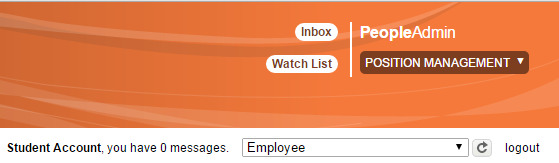 Inbox
PeopleAdmin
Watch List
POSITION MANAGEMENT
Student Account, you have 0 messages.
Employee
logout